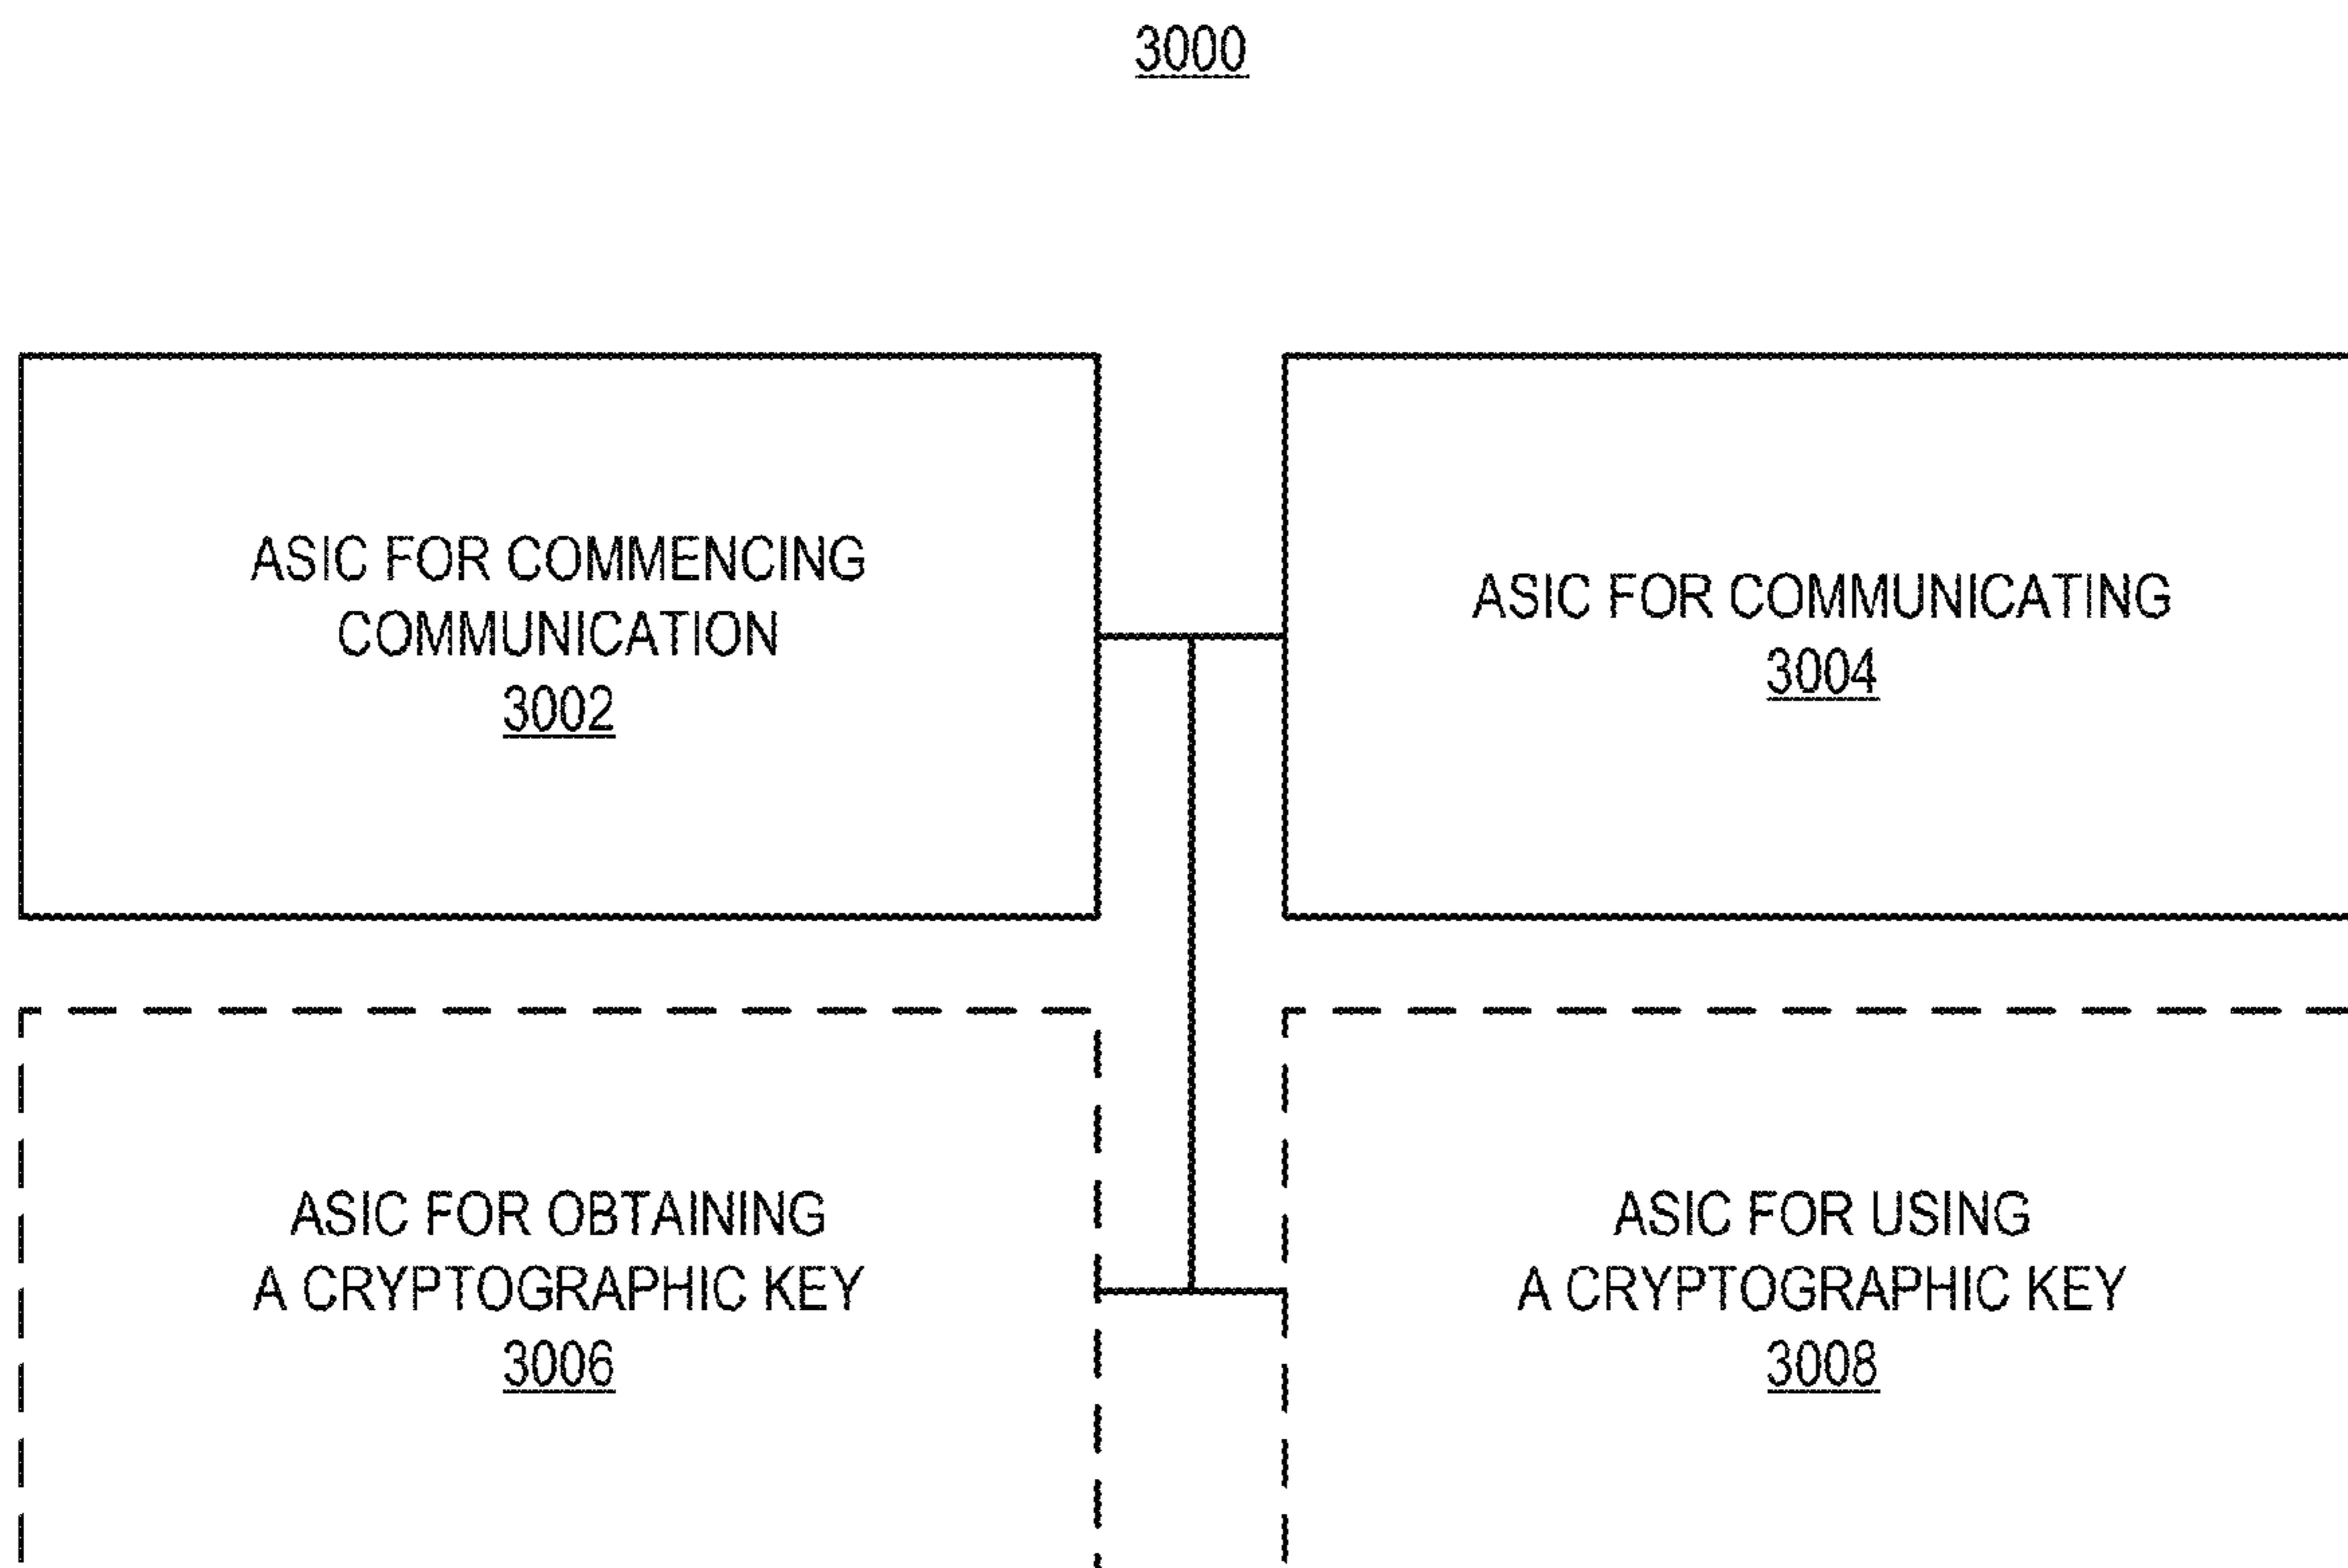 3000
ASIC FOR COMMENCING
COMMUNICATION
3002
ASIC FOR COMMUNICATING
3004
ASIC FOR OBTAINING
A CRYPTOGRAPHIC KEY
3006
ASIC FOR USING
A CRYPTOGRAPHIC KEY
3008